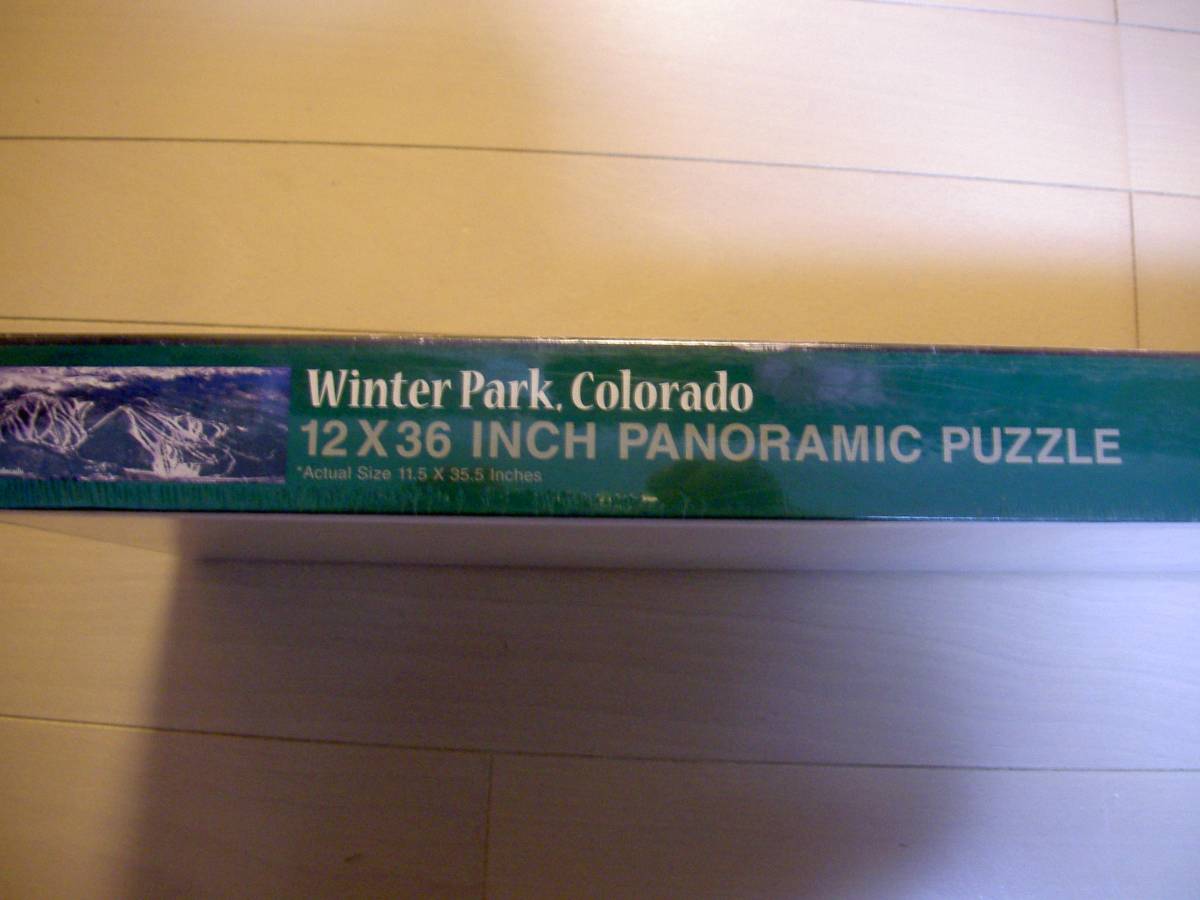 Winter Park, Colorado
12 X 36 INCH PANORAMIC PUZZLE
*Actual Size 11.5 X 35.5 Inches